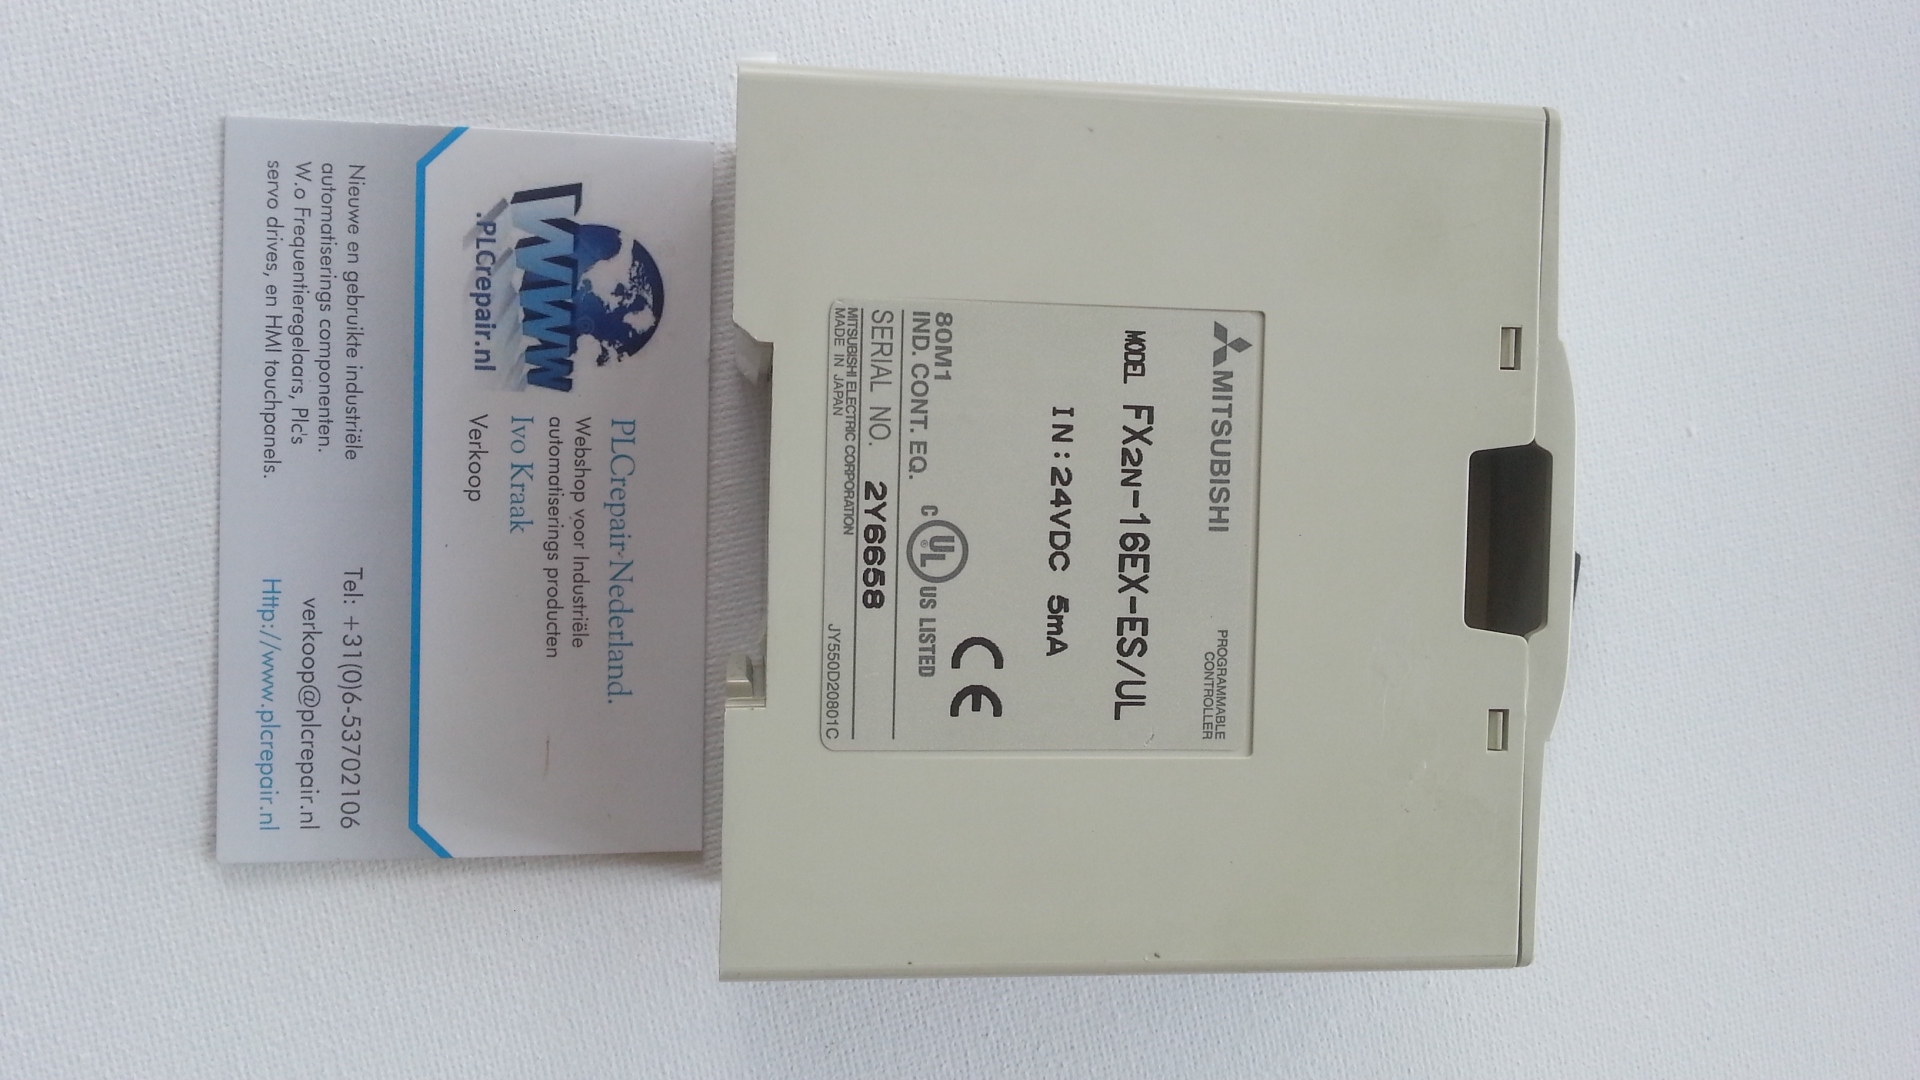 MITSUBISHI
PROGRAMMABLE
CONTROLLER
MODEL FX2N-16EX-ES/UL
IN:24VDC 5mA
80M1
IND. CONT. EQ.
C UL US LISTED
CE
SERIAL NO. 2Y6658
MITSUBISHI ELECTRIC CORPORATION
MADE IN JAPAN
JY550D20801C
WWW
.PLCrepair.nl
PLCrepair-Nederland.
Webshop voor Industriële
automatiserings producten
Ivo Kraak
Verkoop
Nieuwe en gebruikte industriële
automatiserings componenten.
W.o Frequentieregelaars, Plc's
servo drives, en HMI touchpanels.
Tel: +31(0)6-53702106
verkoop@plcrepair.nl
Http://www.plcrepair.nl